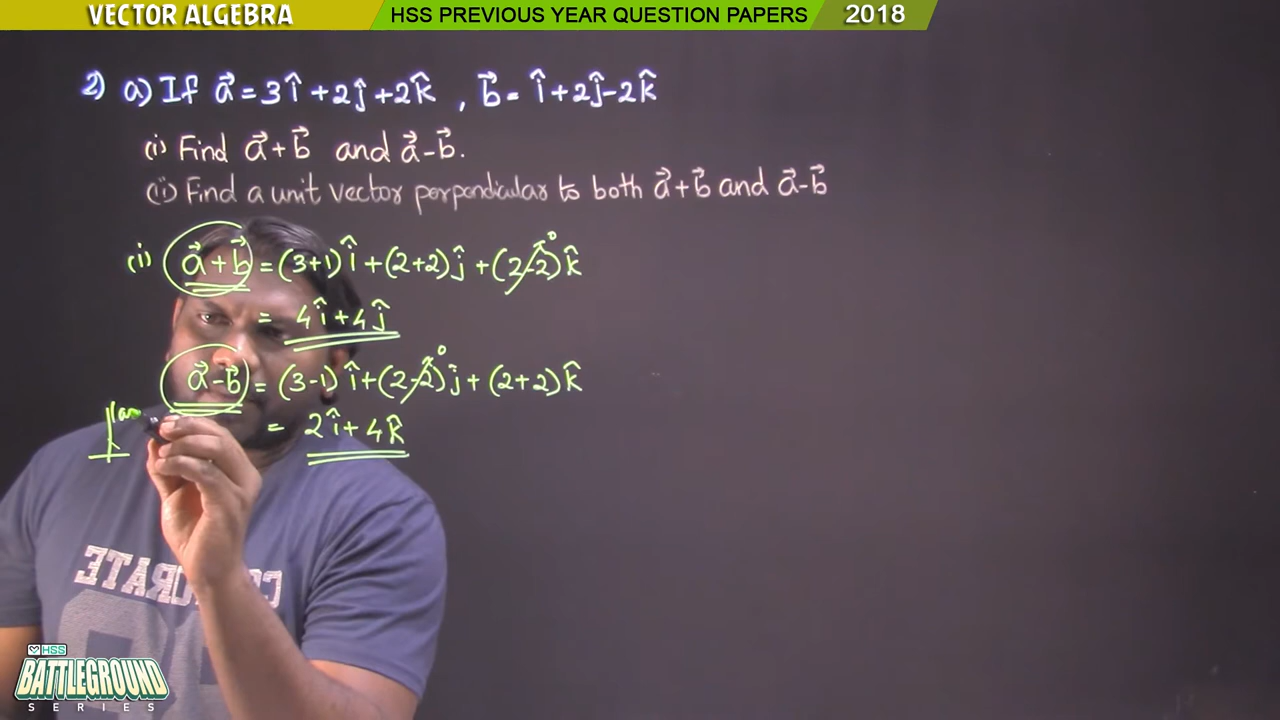 VECTOR ALGEBRA HSS PREVIOUS YEAR QUESTION PAPERS 2018
2) a) If a⃗ = 3î + 2ĵ + 2k̂ , b⃗ = î + 2ĵ - 2k̂
(i) Find a⃗ + b⃗ and a⃗ - b⃗.
(i) Find a unit vector perpendicular to both a⃗ + b⃗ and a⃗ - b⃗
(i) a⃗ + b⃗ = (3+1)î + (2+2)ĵ + (2-2)⁰k̂
= 4î + 4ĵ
a⃗ - b⃗ = (3-1)î + (2-2)⁰ĵ + (2+2)k̂
= 2î + 4k̂
HSS
BATTLEGROUND
SERIES